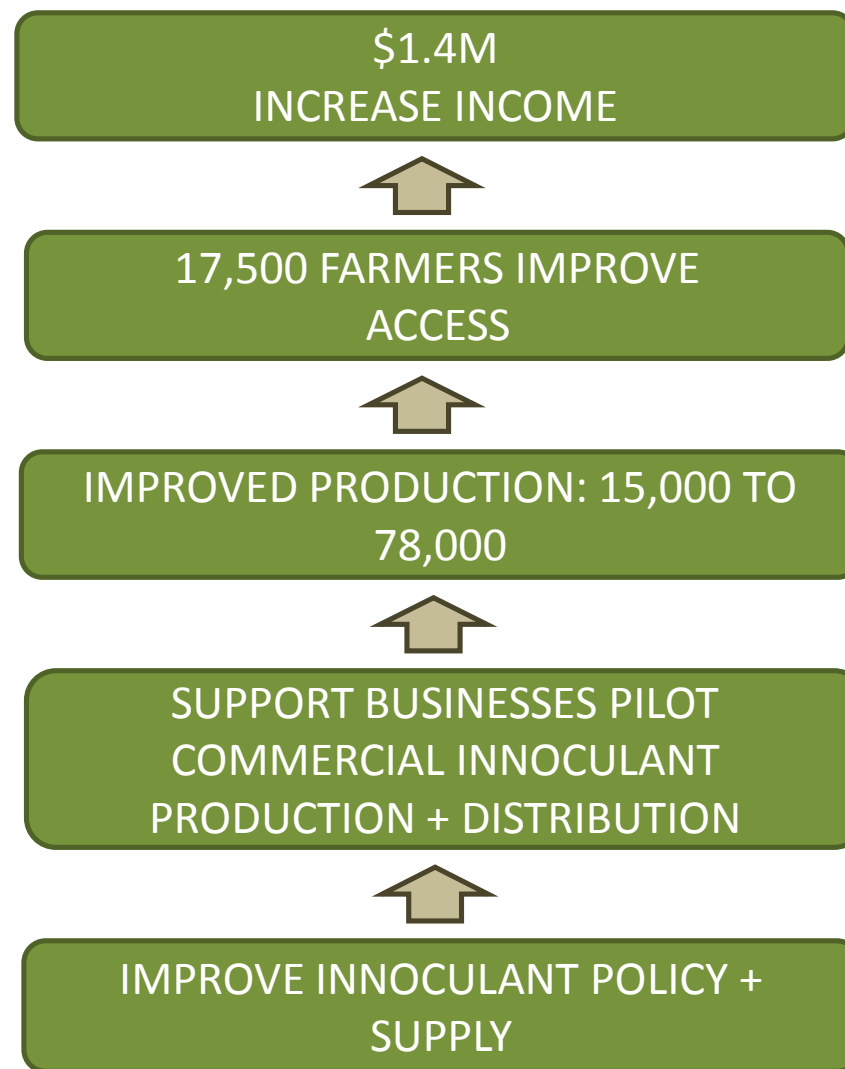 $1.4M
INCREASE INCOME
17,500 FARMERS IMPROVE
ACCESS
IMPROVED PRODUCTION: 15,000 TO
78,000
SUPPORT BUSINESSES PILOT
COMMERCIAL INNOCULANT
PRODUCTION + DISTRIBUTION
IMPROVE INNOCULANT POLICY +
SUPPLY